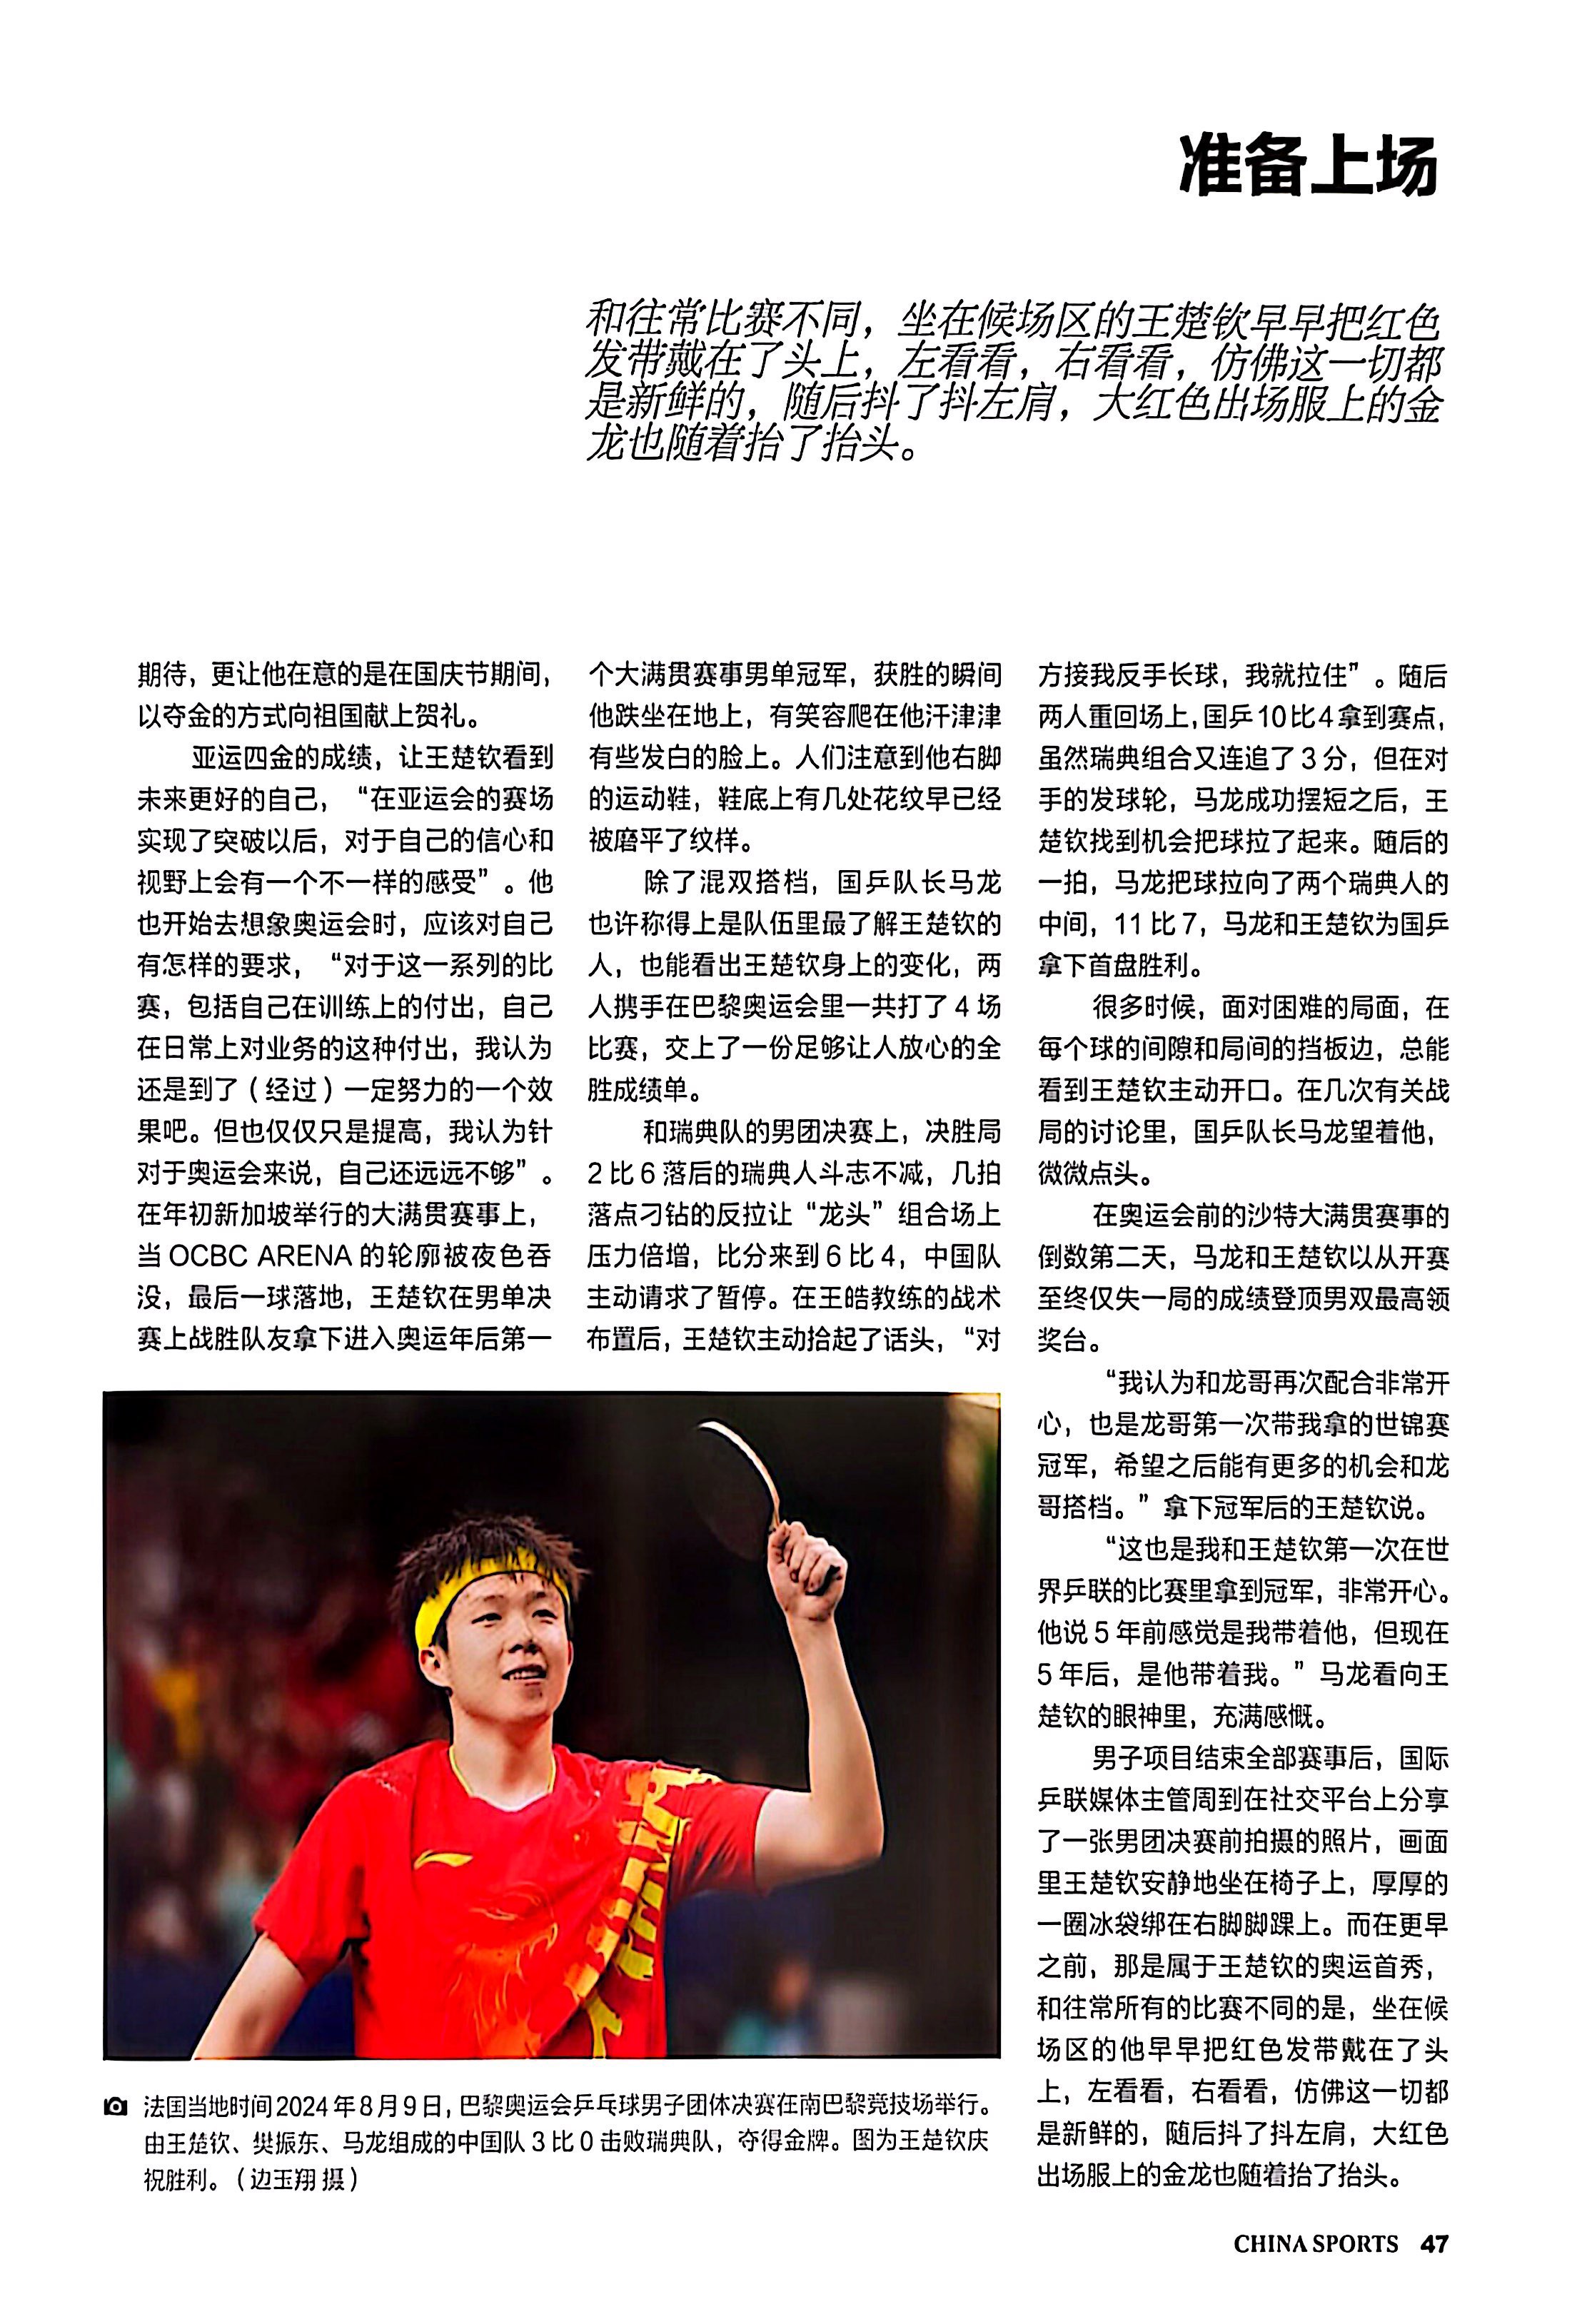 准备上场
和往常比赛不同，坐在候场区的王楚钦早早把红色
发带戴在了头上，左看看，右看看，仿佛这一切都
是新鲜的，随后抖了抖左肩，大红色出场服上的金
龙也随着抬了抬头。
期待，更让他在意的是在国庆节期间，
以夺金的方式向祖国献上贺礼。
亚运四金的成绩，让王楚钦看到
未来更好的自己，“在亚运会的赛场
实现了突破以后，对于自己的信心和
视野上会有一个不一样的感受”。他
也开始去想象奥运会时，应该对自己
有怎样的要求，“对于这一系列的比
赛，包括自己在训练上的付出，自己
在日常上对业务的这种付出，我认为
还是到了（经过）一定努力的一个效
果吧。但也仅仅只是提高，我认为针
对于奥运会来说，自己还远远不够”。
在年初新加坡举行的大满贯赛事上，
当 OCBC ARENA 的轮廓被夜色吞
没，最后一球落地，王楚钦在男单决
赛上战胜队友拿下进入奥运年后第一
个大满贯赛事男单冠军，获胜的瞬间
他跌坐在地上，有笑容爬在他汗津津
有些发白的脸上。人们注意到他右脚
的运动鞋，鞋底上有几处花纹早已经
被磨平了纹样。
除了混双搭档，国乒队长马龙
也许称得上是队伍里最了解王楚钦的
人，也能看出王楚钦身上的变化，两
人携手在巴黎奥运会里一共打了 4 场
比赛，交上了一份足够让人放心的全
胜成绩单。
和瑞典队的男团决赛上，决胜局
2 比 6 落后的瑞典人斗志不减，几拍
落点刁钻的反拉让“龙头”组合场上
压力倍增，比分来到 6 比 4，中国队
主动请求了暂停。在王皓教练的战术
布置后，王楚钦主动拾起了话头，“对
方接我反手长球，我就拉住”。随后
两人重回场上，国乒 10 比 4 拿到赛点，
虽然瑞典组合又连追了 3 分，但在对
手的发球轮，马龙成功摆短之后，王
楚钦找到机会把球拉了起来。随后的
一拍，马龙把球拉向了两个瑞典人的
中间，11 比 7，马龙和王楚钦为国乒
拿下首盘胜利。
很多时候，面对困难的局面，在
每个球的间隙和局间的挡板边，总能
看到王楚钦主动开口。在几次有关战
局的讨论里，国乒队长马龙望着他，
微微点头。
在奥运会前的沙特大满贯赛事的
倒数第二天，马龙和王楚钦以从开赛
至终仅失一局的成绩登顶男双最高领
奖台。
“我认为和龙哥再次配合非常开
心，也是龙哥第一次带我拿的世锦赛
冠军，希望之后能有更多的机会和龙
哥搭档。”拿下冠军后的王楚钦说。
“这也是我和王楚钦第一次在世
界乒联的比赛里拿到冠军，非常开心。
他说 5 年前感觉是我带着他，但现在
5 年后，是他带着我。”马龙看向王
楚钦的眼神里，充满感慨。
男子项目结束全部赛事后，国际
乒联媒体主管周到在社交平台上分享
了一张男团决赛前拍摄的照片，画面
里王楚钦安静地坐在椅子上，厚厚的
一圈冰袋绑在右脚脚踝上。而在更早
之前，那是属于王楚钦的奥运首秀，
和往常所有的比赛不同的是，坐在候
场区的他早早把红色发带戴在了头
上，左看看，右看看，仿佛这一切都
是新鲜的，随后抖了抖左肩，大红色
出场服上的金龙也随着抬了抬头。
法国当地时间 2024 年 8 月 9 日，巴黎奥运会乒乓球男子团体决赛在南巴黎竞技场举行。
由王楚钦、樊振东、马龙组成的中国队 3 比 0 击败瑞典队，夺得金牌。图为王楚钦庆
祝胜利。（边玉翔 摄）
CHINA SPORTS 47